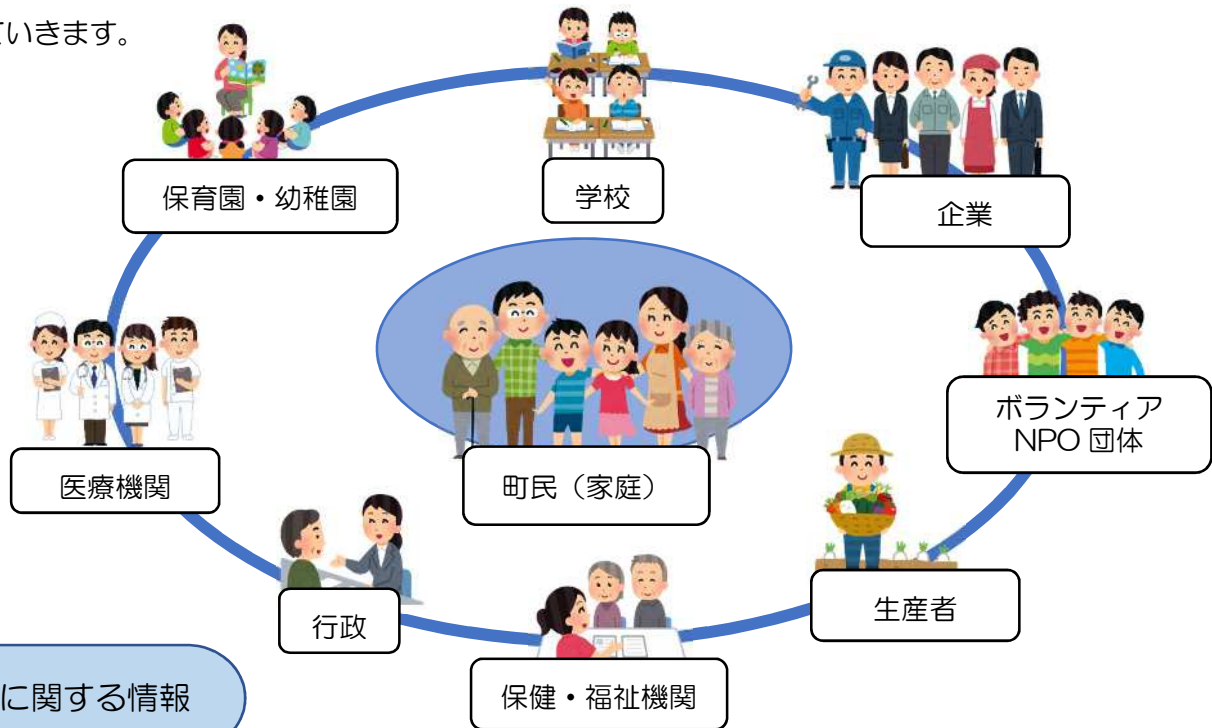 ていきます。
保育園・幼稚園
学校
企業
医療機関
町民（家庭）
ボランティア
NPO 団体
行政
保健・福祉機関
生産者
に関する情報